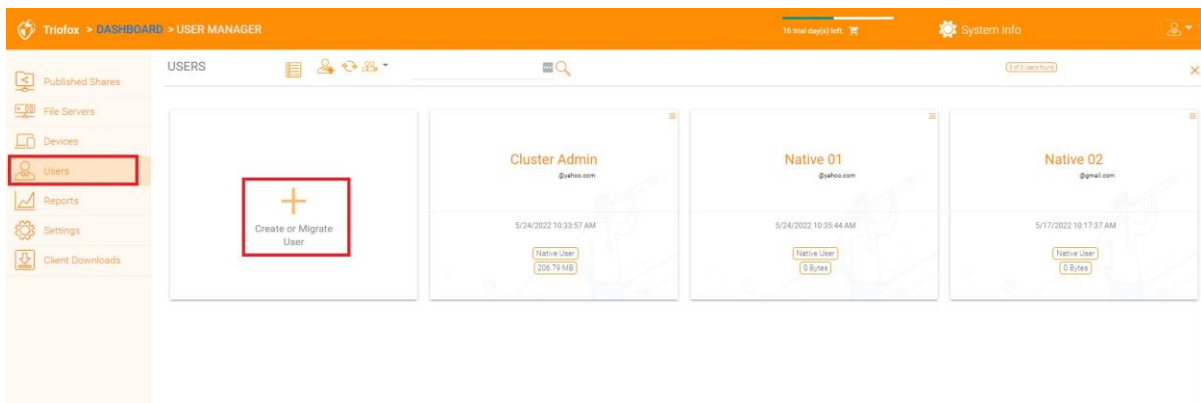 Triofox > DASHBOARD > USER MANAGER
16 trial day(s) left
System Info
USERS
3 of 3 users found
Published Shares
File Servers
Devices
Users
Reports
Settings
Client Downloads
Create or Migrate
User
Cluster Admin
@yahoo.com
5/24/2022 10:33:57 AM
Native User
206.79 MB
Native 01
@yahoo.com
5/24/2022 10:35:44 AM
Native User
0 Bytes
Native 02
@gmail.com
5/17/2022 10:17:37 AM
Native User
0 Bytes